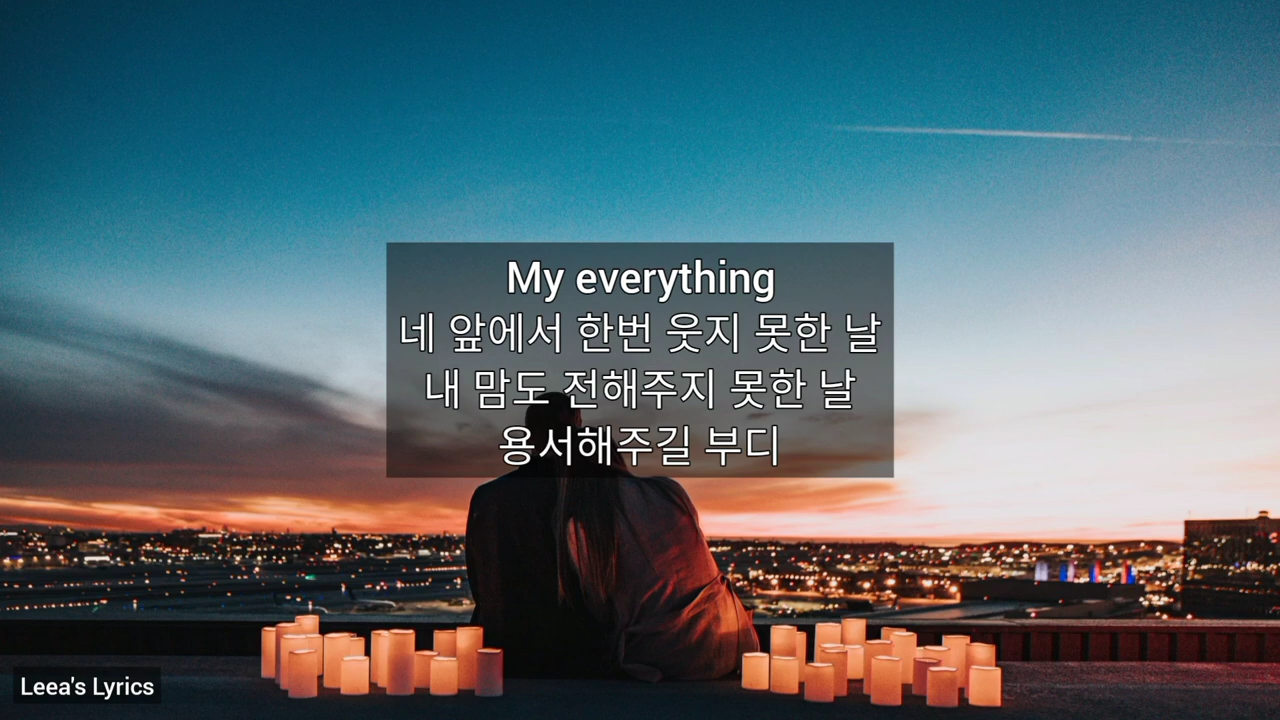 My everything
네 앞에서 한번 웃지 못한 날
내 맘도 전해주지 못한 날
용서해주길 부디
Leea's Lyrics